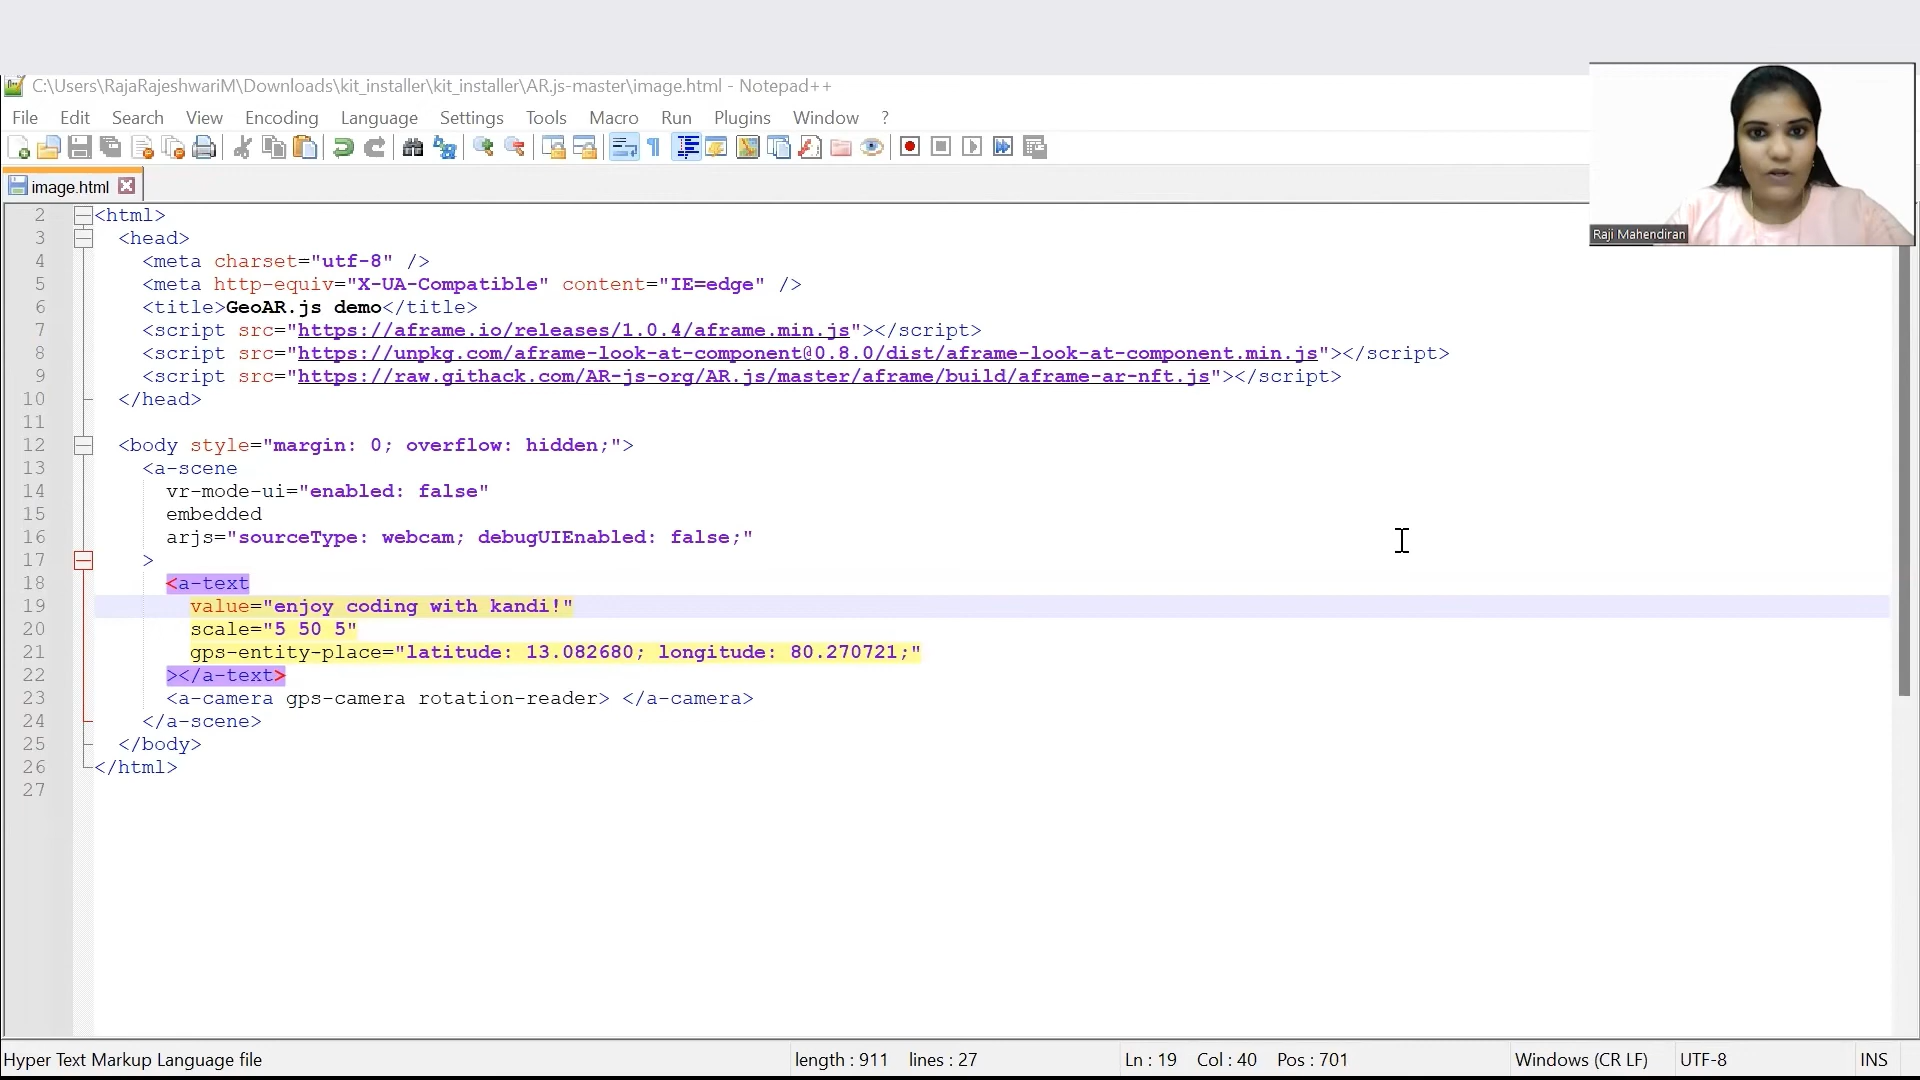 C:\Users\RajaRajeshwariM\Downloads\kit_installer\kit_installer\AR.js-master\image.html - Notepad++
File Edit Search View Encoding Language Settings Tools Macro Run Plugins Window ?
image.html
Raji Mahendiran
2 <html>
3 <head>
4 <meta charset="utf-8" />
5 <meta http-equiv="X-UA-Compatible" content="IE=edge" />
6 <title>GeoAR.js demo</title>
7 <script src="https://aframe.io/releases/1.0.4/aframe.min.js"></script>
8 <script src="https://unpkg.com/aframe-look-at-component@0.8.0/dist/aframe-look-at-component.min.js"></script>
9 <script src="https://raw.githack.com/AR-js-org/AR.js/master/aframe/build/aframe-ar-nft.js"></script>
10 </head>
11
12 <body style="margin: 0; overflow: hidden;">
13 <a-scene
14 vr-mode-ui="enabled: false"
15 embedded
16 arjs="sourceType: webcam; debugUIEnabled: false;"
17 >
18 <a-text
19 value="enjoy coding with kandi!"
20 scale="5 50 5"
21 gps-entity-place="latitude: 13.082680; longitude: 80.270721;"
22 ></a-text>
23 <a-camera gps-camera rotation-reader> </a-camera>
24 </a-scene>
25 </body>
26 </html>
27
Hyper Text Markup Language file length : 911 lines : 27 Ln : 19 Col : 40 Pos : 701 Windows (CR LF) UTF-8 INS